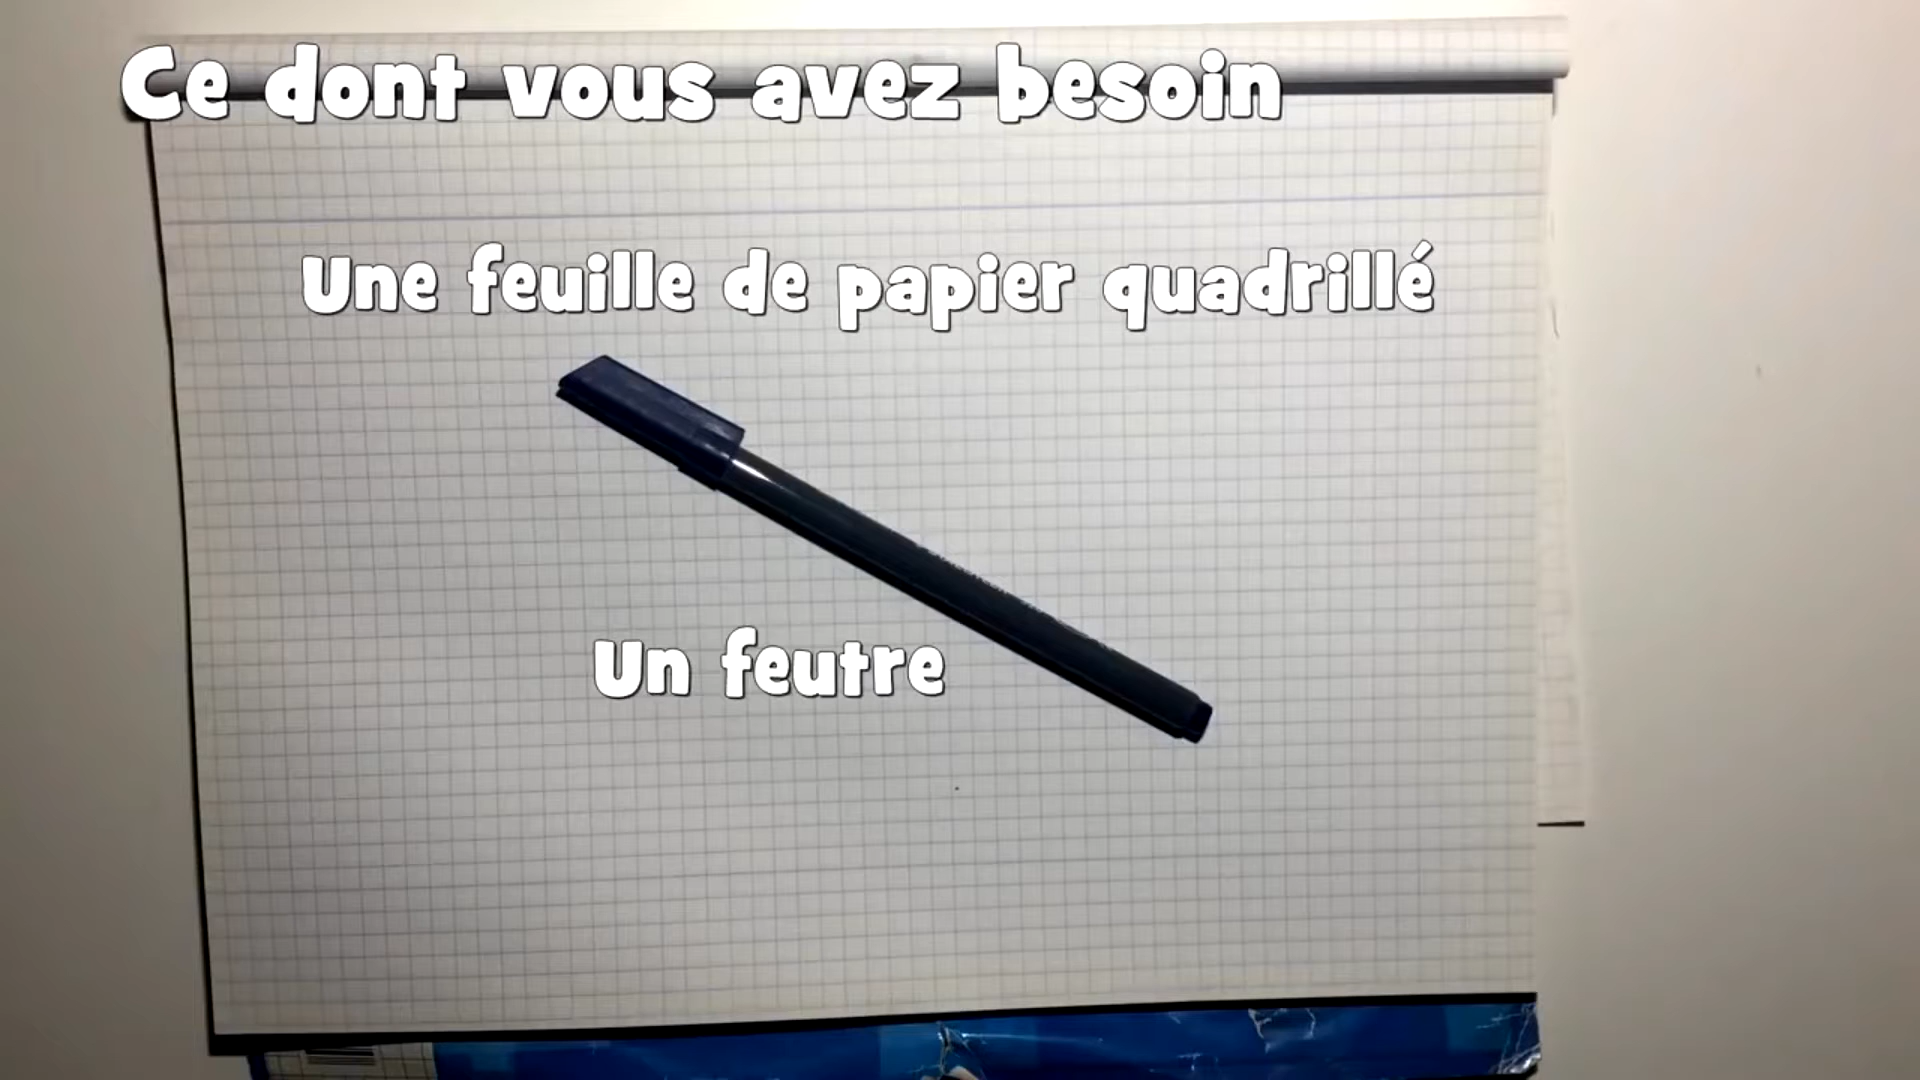 Ce dont vous avez besoin
Une feuille de papier quadrillé
Un feutre